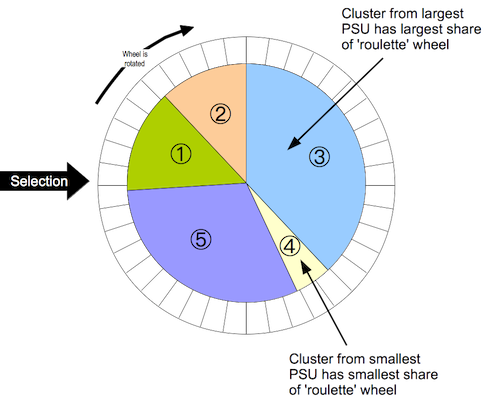 Cluster from largest
PSU has largest share
of 'roulette' wheel
Wheel is
rotated
②
①
③
Selection
⑤
④
Cluster from smallest
PSU has smallest share
of 'roulette' wheel